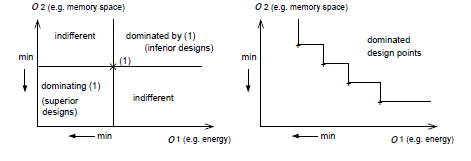 O 2 (e.g. memory space)
indifferent
dominated by (1)
(inferior designs)
min
(1)
dominating (1)
(superior
designs)
indifferent
min
O 1 (e.g. energy)
O 2 (e.g. memory space)
dominated
design points
min
min
O 1 (e.g. energy)